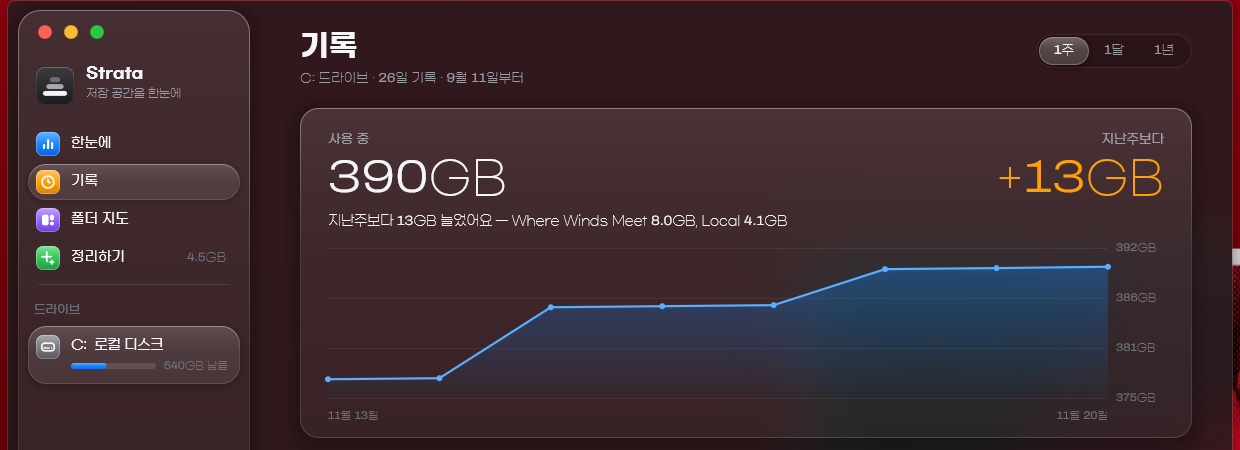 Strata
저장 공간을 한눈에
한눈에
기록
폴더 지도
정리하기 4.5GB
드라이브
C: 로컬 디스크
540GB 남음
기록
C: 드라이브 · 26일 기록 · 9월 11일부터
1주 1달 1년
사용 중
390GB
지난주보다
+13GB
지난주보다 13GB 늘었어요 — Where Winds Meet 8.0GB, Local 4.1GB
392GB
386GB
381GB
375GB
11월 13일
11월 20일